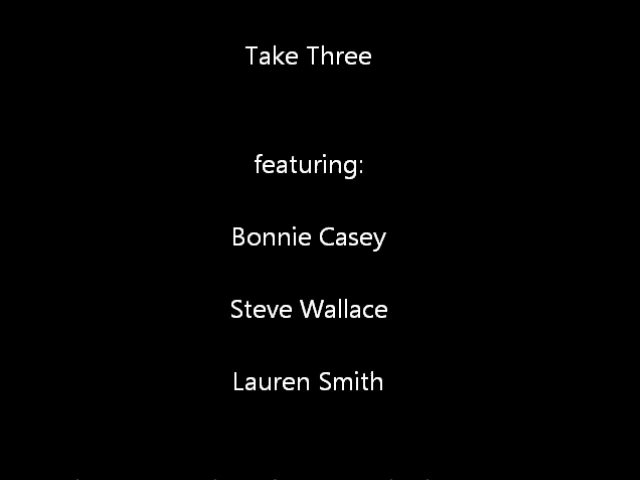 Take Three
featuring:
Bonnie Casey
Steve Wallace
Lauren Smith